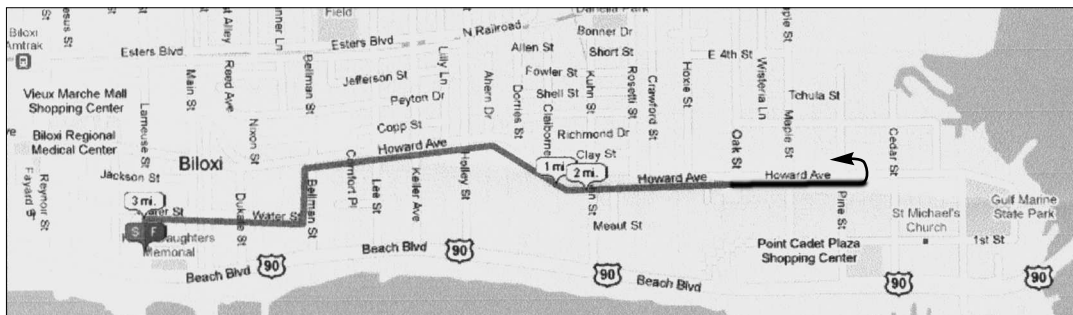 Biloxi
Amtrak
Esters Blvd
Vieux Marche Mall
Shopping Center
Biloxi Regional
Medical Center
Reynoir St
Jackson St
Lameuse St
Main St
Reed Ave
Nixon St
Biloxi
3 mi.
S F
Memorial
Dukate St
Water St
Bellman St
Bellman St
Esters Blvd
Jefferson St
Peyton Dr
Copp St
Howard Ave
Comfort Pl
Lee St
Keller Ave
Holley St
Lilly Ln
N Railroad
Ahern Dr
Dorries St
Allen St
Fowler St
Shell St
Claiborne
Field
Bonner Dr
Short St
Kuhn St
Rosetti St
Crawford St
Hoxie St
Richmond Dr
Clay St
1 mi.
2 mi.
Howard Ave
Meaut St
E 4th St
Wisteria Ln
Tchula St
Maple St
Oak St
Howard Ave
Pine St
Cedar St
St Michael's
Church
Gulf Marine
State Park
1st St
Point Cadet Plaza
Shopping Center
Beach Blvd
Beach Blvd
Beach Blvd
90
90
90
90
90